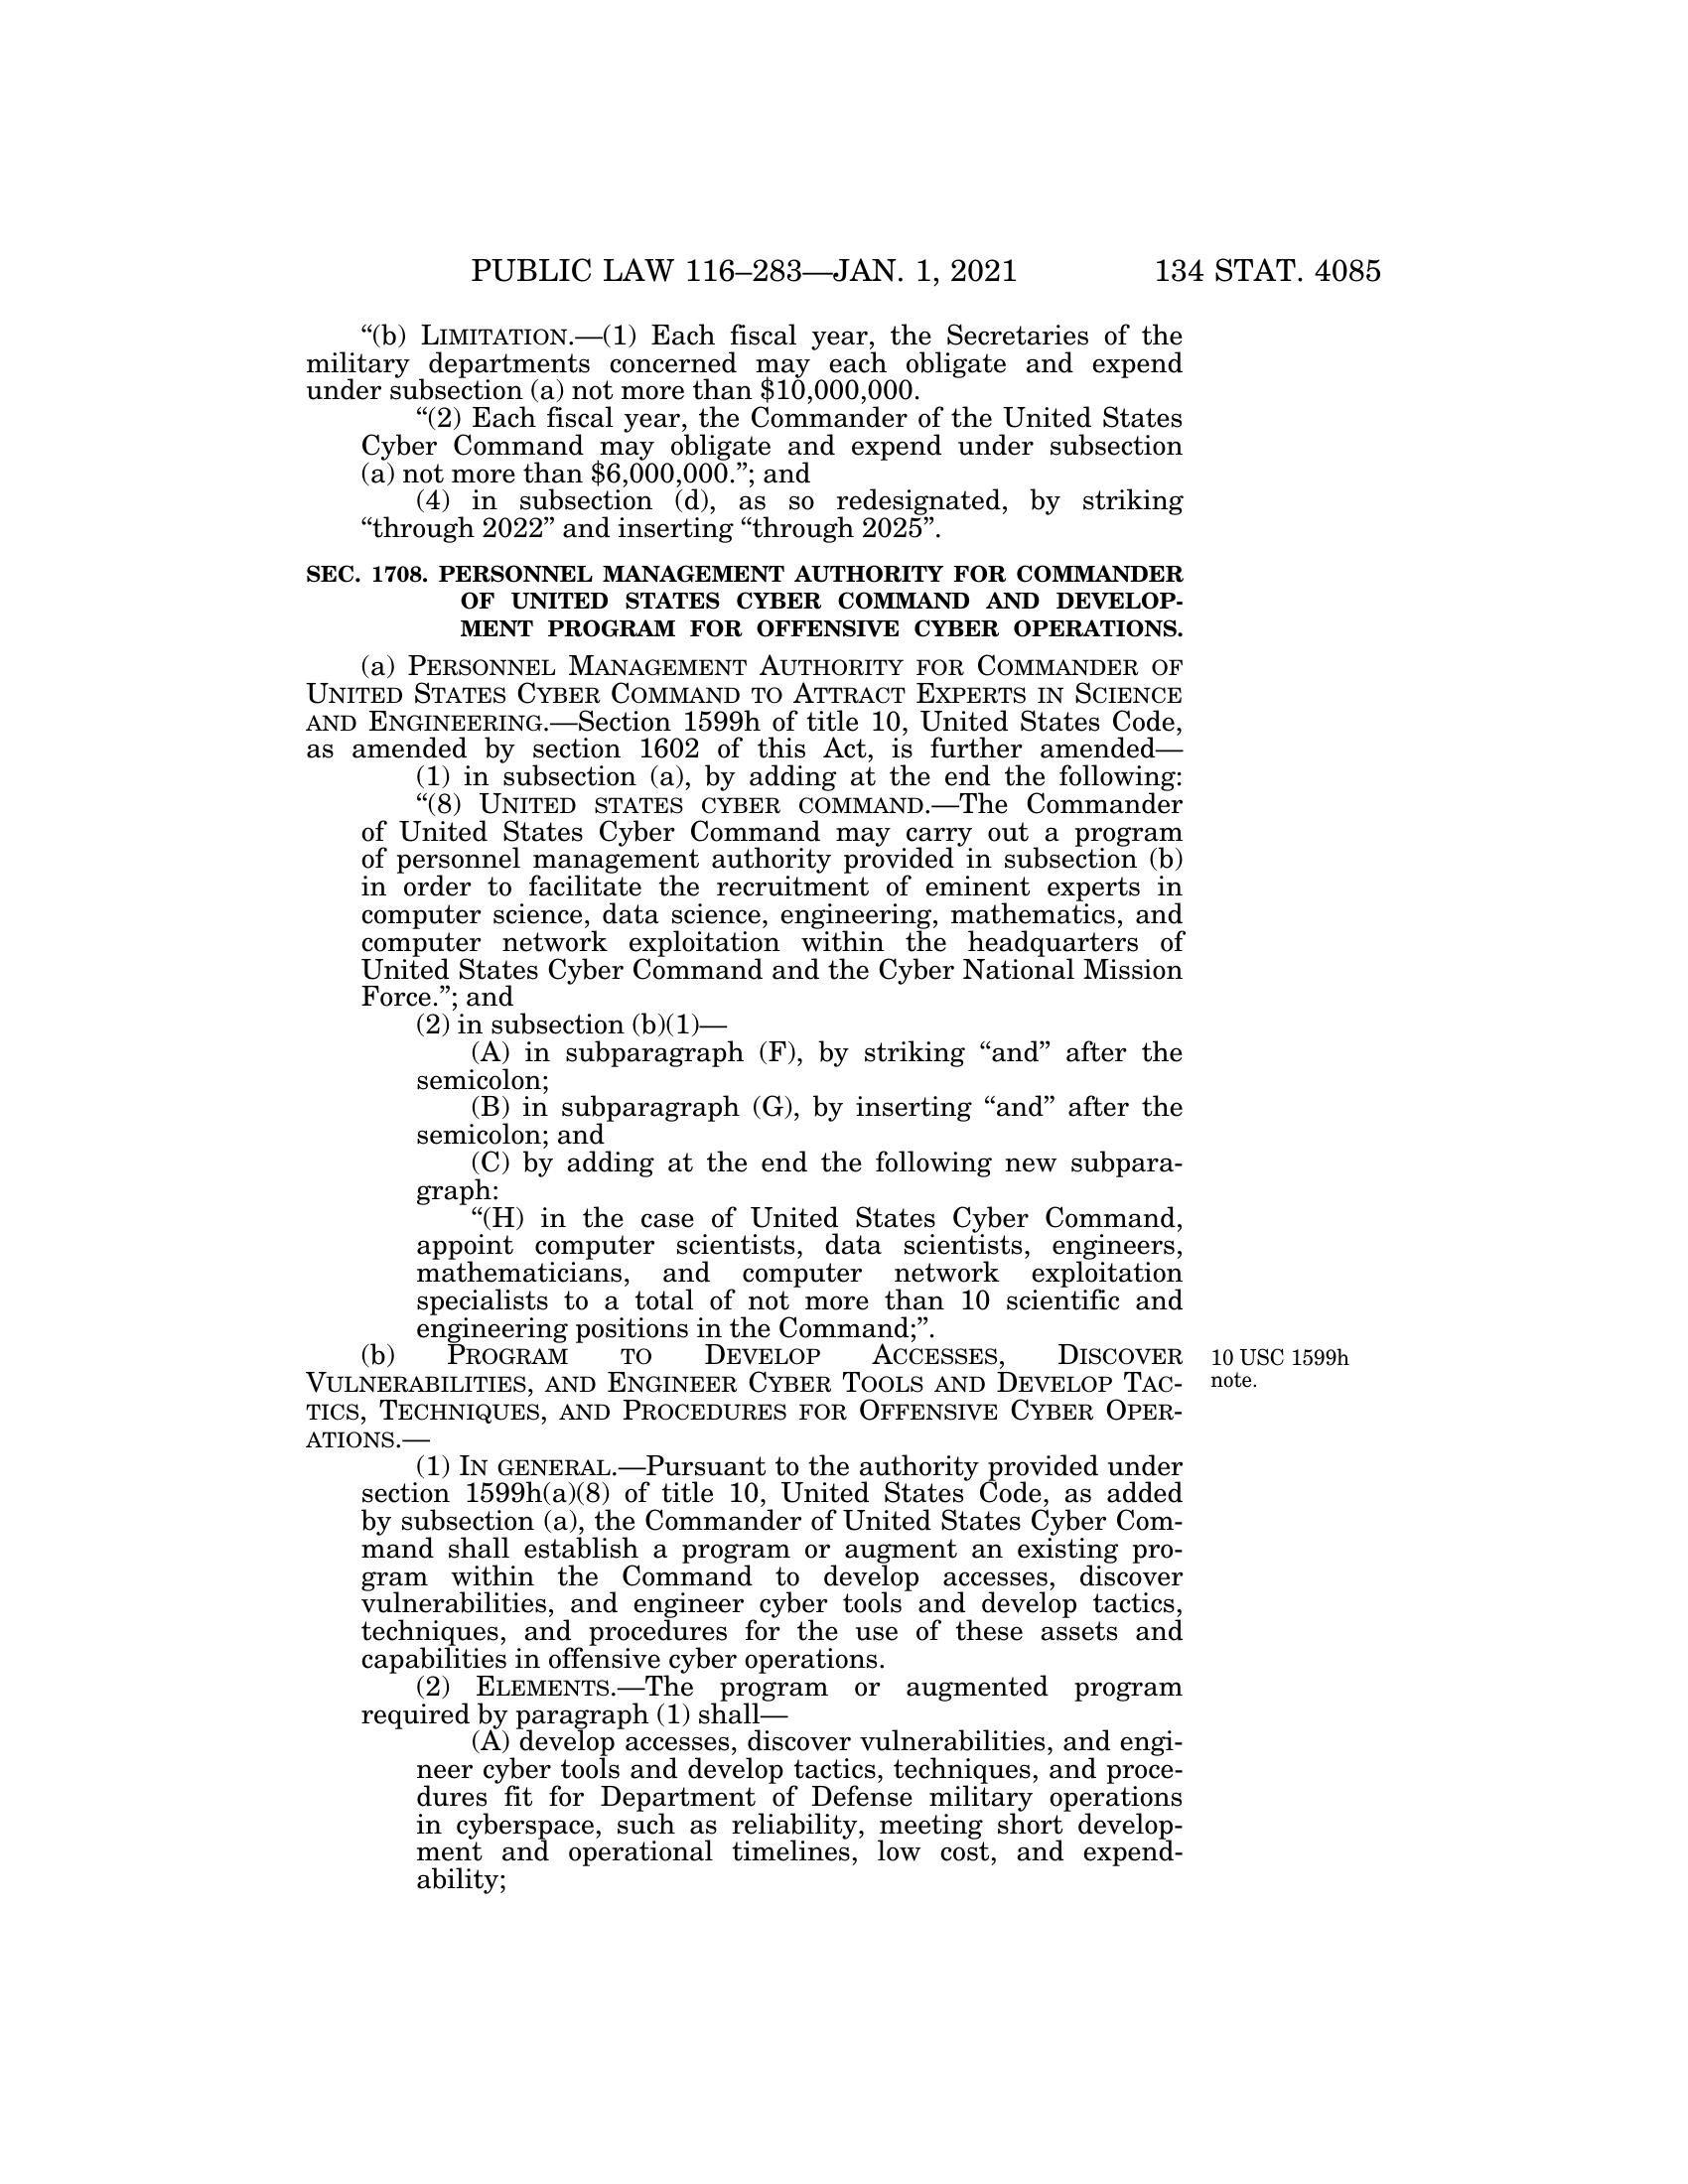 PUBLIC LAW 116–283—JAN. 1, 2021 134 STAT. 4085
“(b) LIMITATION.—(1) Each fiscal year, the Secretaries of the
military departments concerned may each obligate and expend
under subsection (a) not more than $10,000,000.
“(2) Each fiscal year, the Commander of the United States
Cyber Command may obligate and expend under subsection
(a) not more than $6,000,000.”; and
(4) in subsection (d), as so redesignated, by striking
“through 2022” and inserting “through 2025”.
SEC. 1708. PERSONNEL MANAGEMENT AUTHORITY FOR COMMANDER
OF UNITED STATES CYBER COMMAND AND DEVELOP-
MENT PROGRAM FOR OFFENSIVE CYBER OPERATIONS.
(a) PERSONNEL MANAGEMENT AUTHORITY FOR COMMANDER OF
UNITED STATES CYBER COMMAND TO ATTRACT EXPERTS IN SCIENCE
AND ENGINEERING.—Section 1599h of title 10, United States Code,
as amended by section 1602 of this Act, is further amended—
(1) in subsection (a), by adding at the end the following:
“(8) UNITED STATES CYBER COMMAND.—The Commander
of United States Cyber Command may carry out a program
of personnel management authority provided in subsection (b)
in order to facilitate the recruitment of eminent experts in
computer science, data science, engineering, mathematics, and
computer network exploitation within the headquarters of
United States Cyber Command and the Cyber National Mission
Force.”; and
(2) in subsection (b)(1)—
(A) in subparagraph (F), by striking “and” after the
semicolon;
(B) in subparagraph (G), by inserting “and” after the
semicolon; and
(C) by adding at the end the following new subpara-
graph:
“(H) in the case of United States Cyber Command,
appoint computer scientists, data scientists, engineers,
mathematicians, and computer network exploitation
specialists to a total of not more than 10 scientific and
engineering positions in the Command;”.
(b) PROGRAM TO DEVELOP ACCESSES, DISCOVER
VULNERABILITIES, AND ENGINEER CYBER TOOLS AND DEVELOP TAC-
TICS, TECHNIQUES, AND PROCEDURES FOR OFFENSIVE CYBER OPER-
ATIONS.—
10 USC 1599h
note.
(1) IN GENERAL.—Pursuant to the authority provided under
section 1599h(a)(8) of title 10, United States Code, as added
by subsection (a), the Commander of United States Cyber Com-
mand shall establish a program or augment an existing pro-
gram within the Command to develop accesses, discover
vulnerabilities, and engineer cyber tools and develop tactics,
techniques, and procedures for the use of these assets and
capabilities in offensive cyber operations.
(2) ELEMENTS.—The program or augmented program
required by paragraph (1) shall—
(A) develop accesses, discover vulnerabilities, and engi-
neer cyber tools and develop tactics, techniques, and proce-
dures fit for Department of Defense military operations
in cyberspace, such as reliability, meeting short develop-
ment and operational timelines, low cost, and expend-
ability;